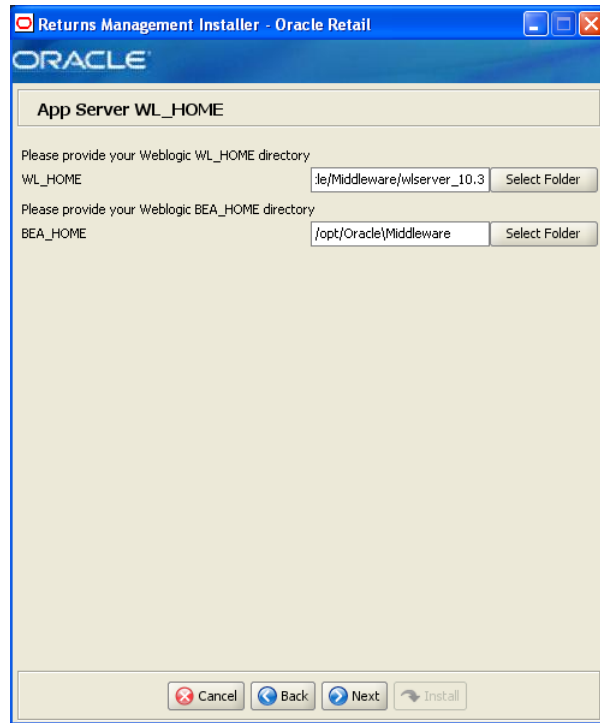 Returns Management Installer - Oracle Retail
ORACLE
App Server WL_HOME
Please provide your Weblogic WL_HOME directory
WL_HOME :le/Middleware/wlserver_10.3 Select Folder
Please provide your Weblogic BEA_HOME directory
BEA_HOME /opt/Oracle\Middleware Select Folder
Cancel Back Next Install